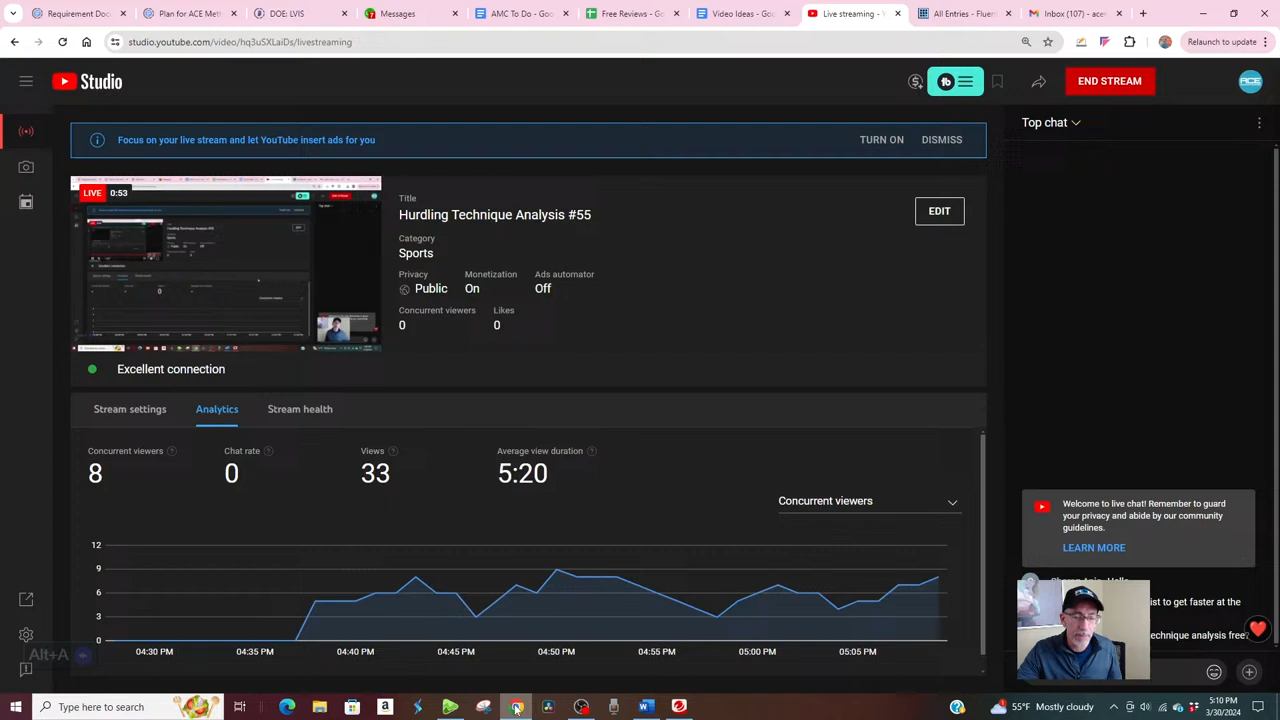 Requirement Doc
Plan for ACE Meth
DOE: LVIS
Messages
AMC To Do - Goo
Free Reviews - Goo
Video Ideas - Goo
Live streaming - Y
All Entries - Fluen
Inbox (107) - ace
studio.youtube.com/video/hq3uSXLaiDs/livestreaming
Relaunch to update
Studio
END STREAM
ACE
Focus on your live stream and let YouTube insert ads for you
TURN ON
DISMISS
Top chat
LIVE 0:53
Title
Hurdling Technique Analysis #55
EDIT
Category
Sports
Privacy
Monetization
Ads automator
Public
On
Off
Concurrent viewers
Likes
0
0
Excellent connection
Stream settings
Analytics
Stream health
Concurrent viewers
Chat rate
Views
Average view duration
8
0
33
5:20
Concurrent viewers
12
9
6
3
0
04:30 PM
04:35 PM
04:40 PM
04:45 PM
04:50 PM
04:55 PM
05:00 PM
05:05 PM
Welcome to live chat! Remember to guard
your privacy and abide by our community
guidelines.
LEARN MORE
Hello
ist to get faster at the
echnique analysis free?
Alt+A
Type here to search
55°F Mostly cloudy
5:10 PM
3/30/2024